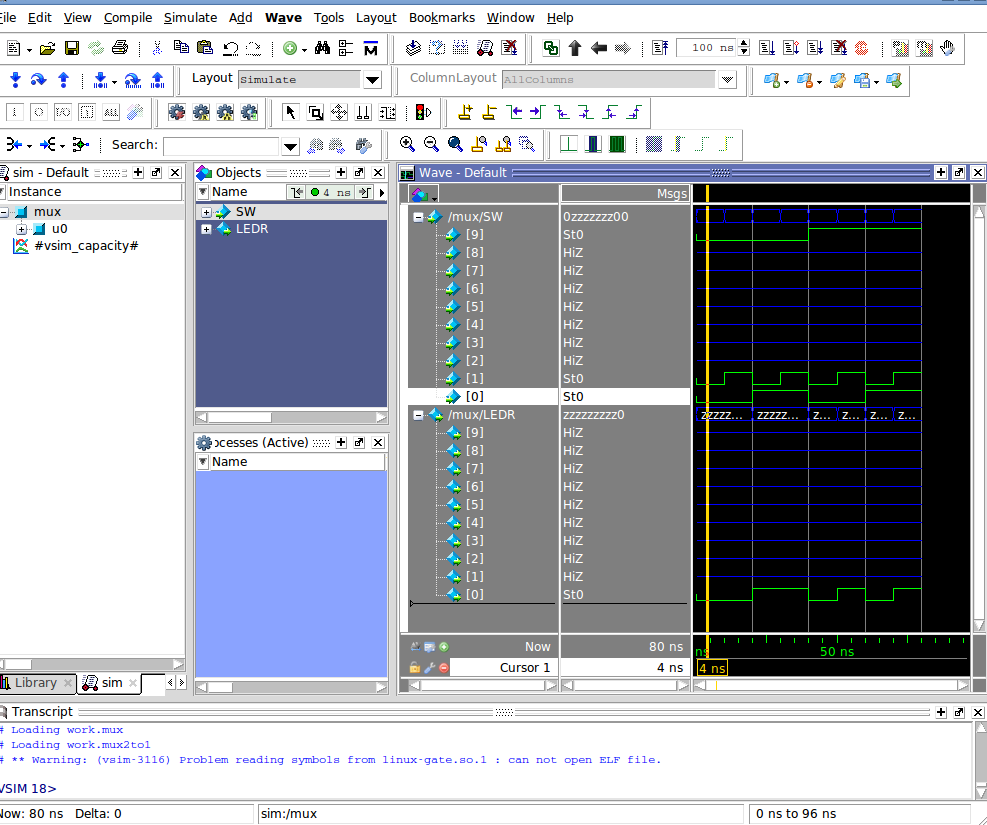 File Edit View Compile Simulate Add Wave Tools Layout Bookmarks Window Help
M 100 ns
Layout Simulate ColumnLayout AllColumns
Search:
sim - Default
Instance
mux
u0
#vsim_capacity#
Library sim
Objects
Name 4 ns
SW
LEDR
ocesses (Active)
Name
Wave - Default
Msgs
/mux/SW 0zzzzzzz00
[9] St0
[8] HiZ
[7] HiZ
[6] HiZ
[5] HiZ
[4] HiZ
[3] HiZ
[2] HiZ
[1] St0
[0] St0
/mux/LEDR zzzzzzzzz0 zzzzz... zzzzz... z... z... z... z...
[9] HiZ
[8] HiZ
[7] HiZ
[6] HiZ
[5] HiZ
[4] HiZ
[3] HiZ
[2] HiZ
[1] HiZ
[0] St0
Now 80 ns ns 50 ns
Cursor 1 4 ns 4 ns
Transcript
# Loading work.mux
# Loading work.mux2to1
# ** Warning: (vsim-3116) Problem reading symbols from linux-gate.so.1 : can not open ELF file.
VSIM 18>
Now: 80 ns Delta: 0 sim:/mux 0 ns to 96 ns